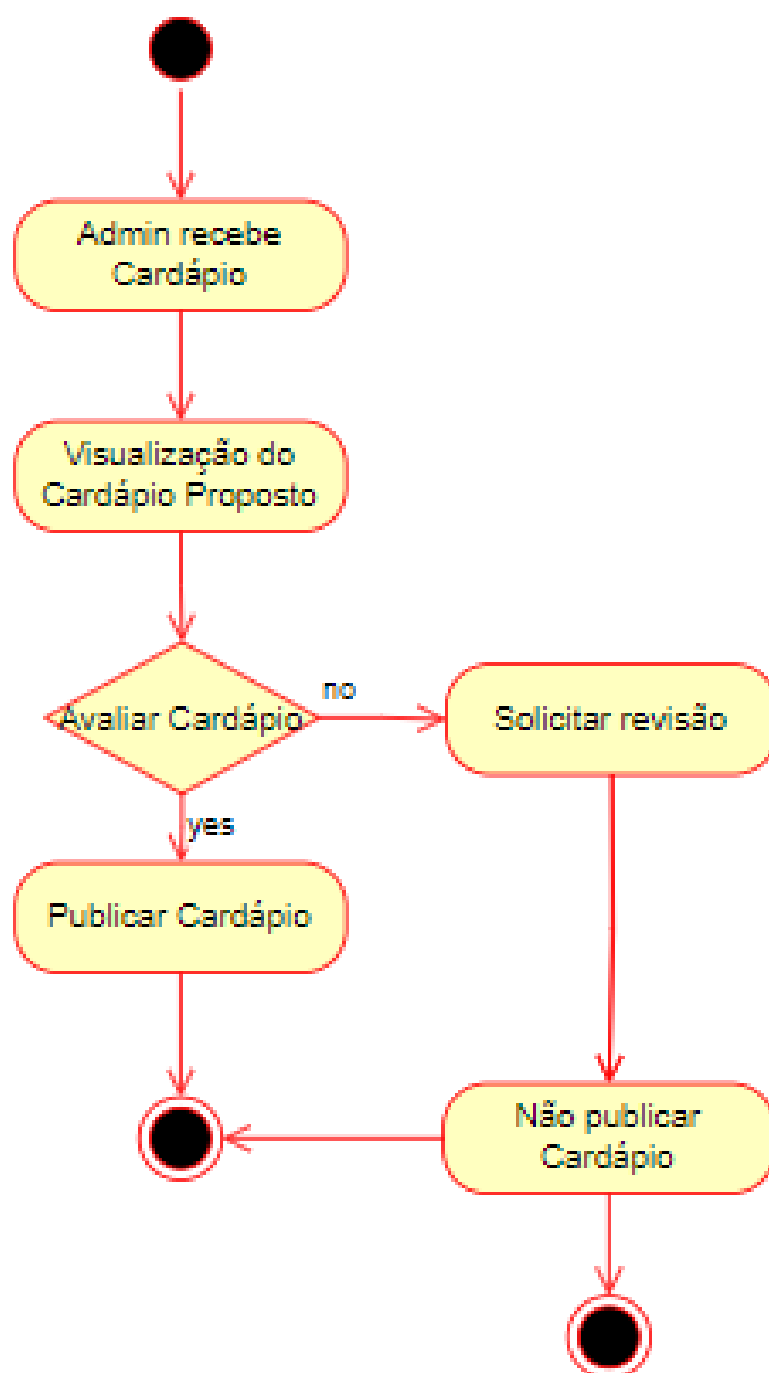 Admin recebe
Cardápio
Visualização do
Cardápio Proposto
Avaliar Cardápio
no
Solicitar revisão
yes
Publicar Cardápio
Não publicar
Cardápio